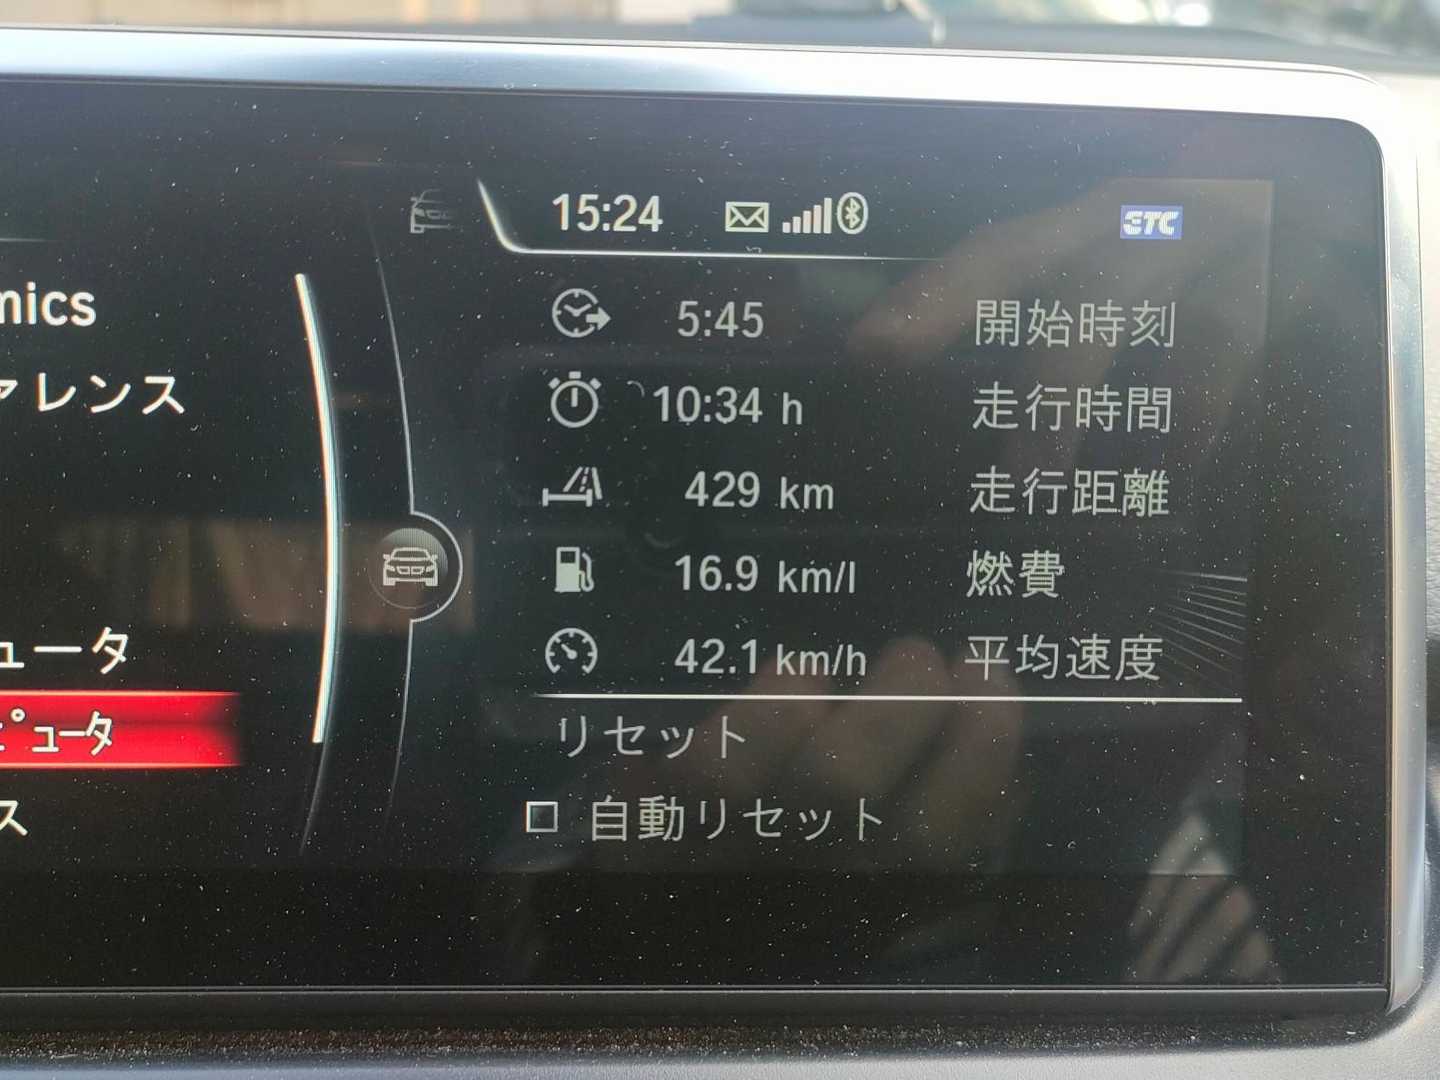 15:24
ETC
mics
5:45 開始時刻
ァレンス
10:34 h 走行時間
429 km 走行距離
16.9 km/l 燃費
ュータ
42.1 km/h 平均速度
ピュータ
リセット
ス
自動リセット